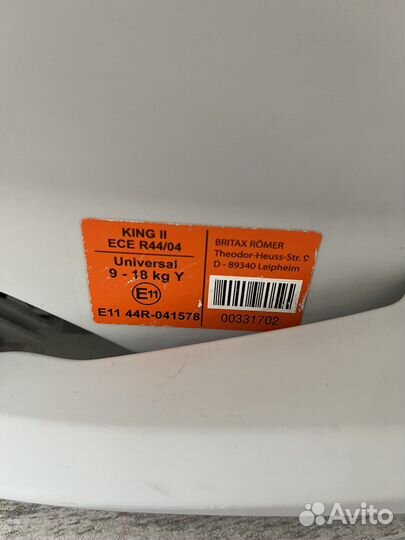 KING II
ECE R44/04
Universal
9 - 18 kg Y
E11
E11 44R-041578
BRITAX RÖMER
Theodor-Heuss-Str. 9
D - 89340 Leipheim
00331702
Avito